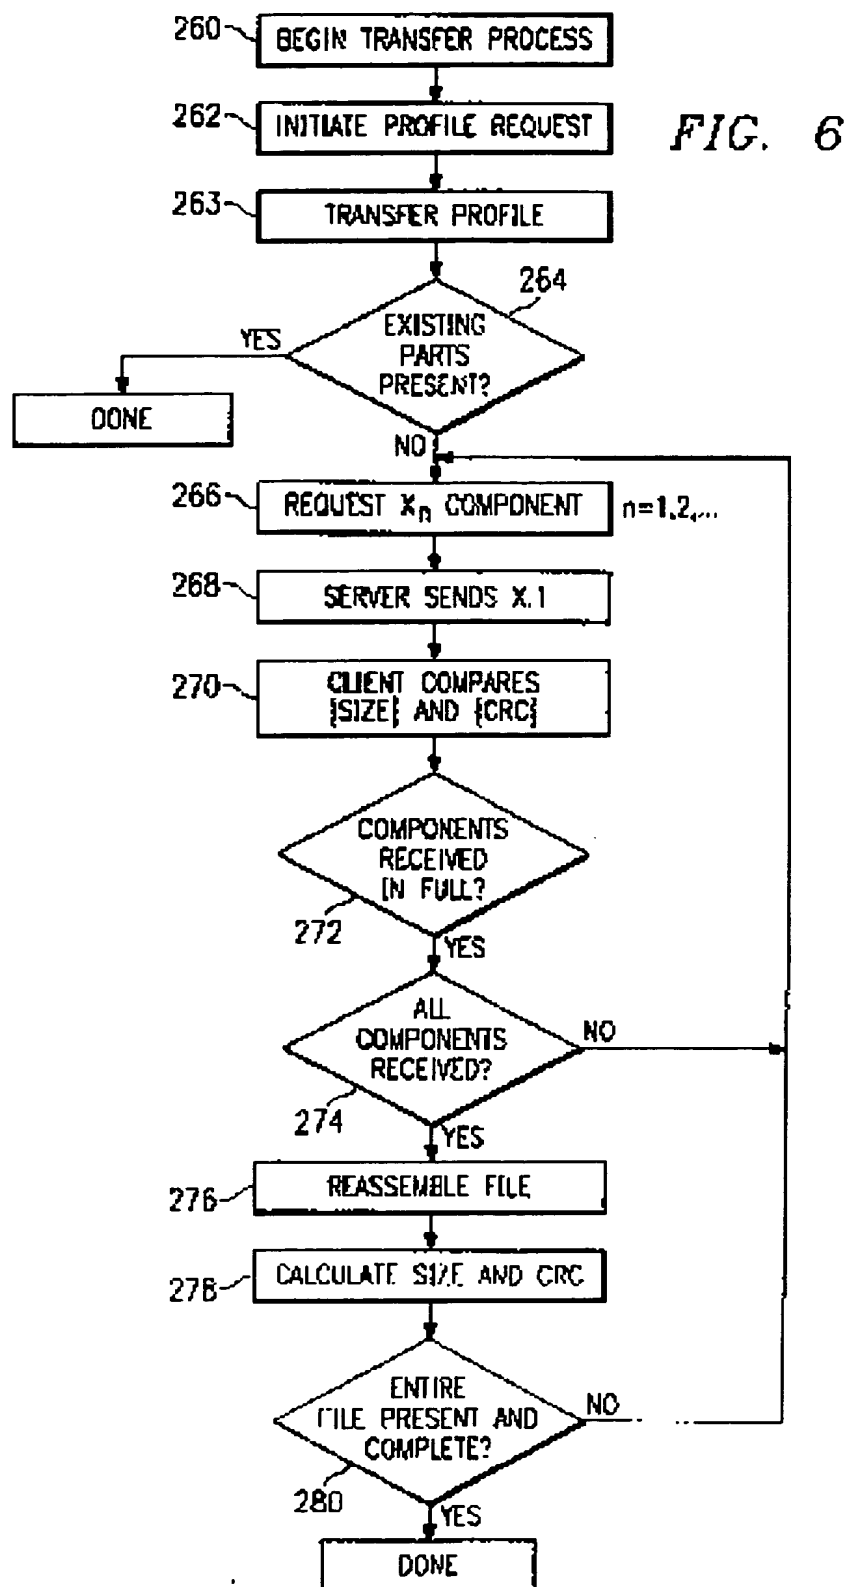 260
BEGIN TRANSFER PROCESS
262
INITIATE PROFILE REQUEST
FIG. 6
263
TRANSFER PROFILE
264
EXISTING
PARTS
PRESENT?
YES
DONE
NO
266
REQUEST Xn COMPONENT
n=1,2,...
268
SERVER SENDS X.1
270
CLIENT COMPARES
{SIZE} AND {CRC}
COMPONENTS
RECEIVED
IN FULL?
272
YES
ALL
COMPONENTS
RECEIVED?
NO
274
YES
276
REASSEMBLE FILE
278
CALCULATE SIZE AND CRC
ENTIRE
FILE PRESENT AND
COMPLETE?
NO
280
YES
DONE